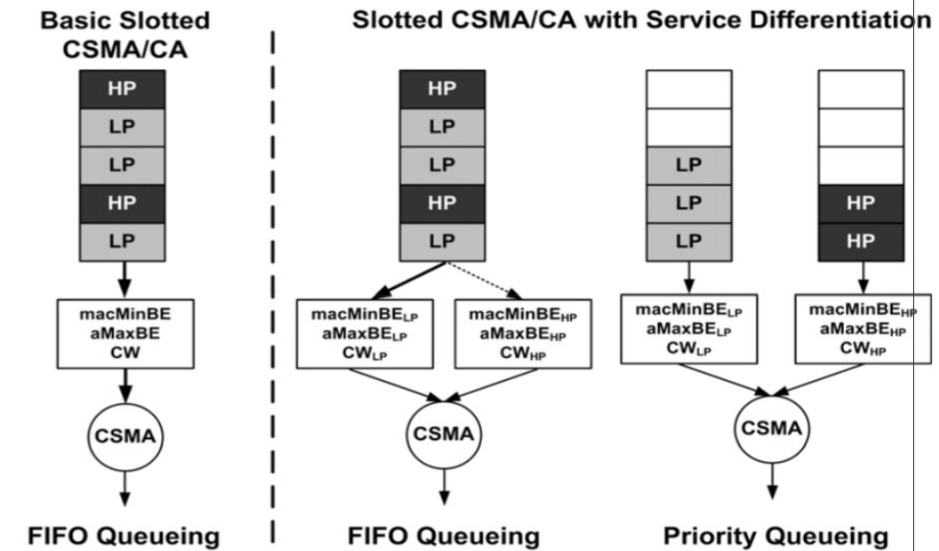 Basic Slotted
CSMA/CA
HP
LP
LP
HP
LP
macMinBE
aMaxBE
CW
CSMA
FIFO Queueing
Slotted CSMA/CA with Service Differentiation
HP
LP
LP
HP
LP
macMinBELP
aMaxBELP
CWLP
macMinBEHP
aMaxBEHP
CWHP
CSMA
FIFO Queueing
LP
LP
LP
HP
HP
macMinBELP
aMaxBELP
CWLP
macMinBEHP
aMaxBEHP
CWHP
CSMA
Priority Queueing